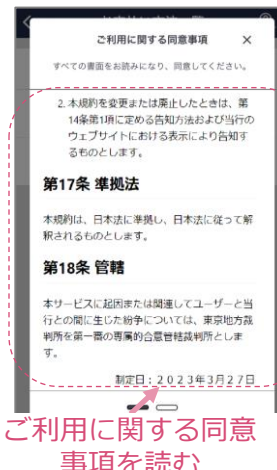 ご利用に関する同意事項 ×
すべての書面をお読みになり、同意してください。
2. 本規約を変更または廃止したときは、第
14条第1項に定める告知方法および当行の
ウェブサイトにおける表示により告知す
るものとします。
第17条 準拠法
本規約は、日本法に準拠し、日本法に従って解
釈されるものとします。
第18条 管轄
本サービスに起因または関連してユーザーと当
行との間に生じた紛争については、東京地方裁
判所を第一審の専属的合意管轄裁判所としま
す。
制定日：2023年3月27日
ご利用に関する同意
事項を読む